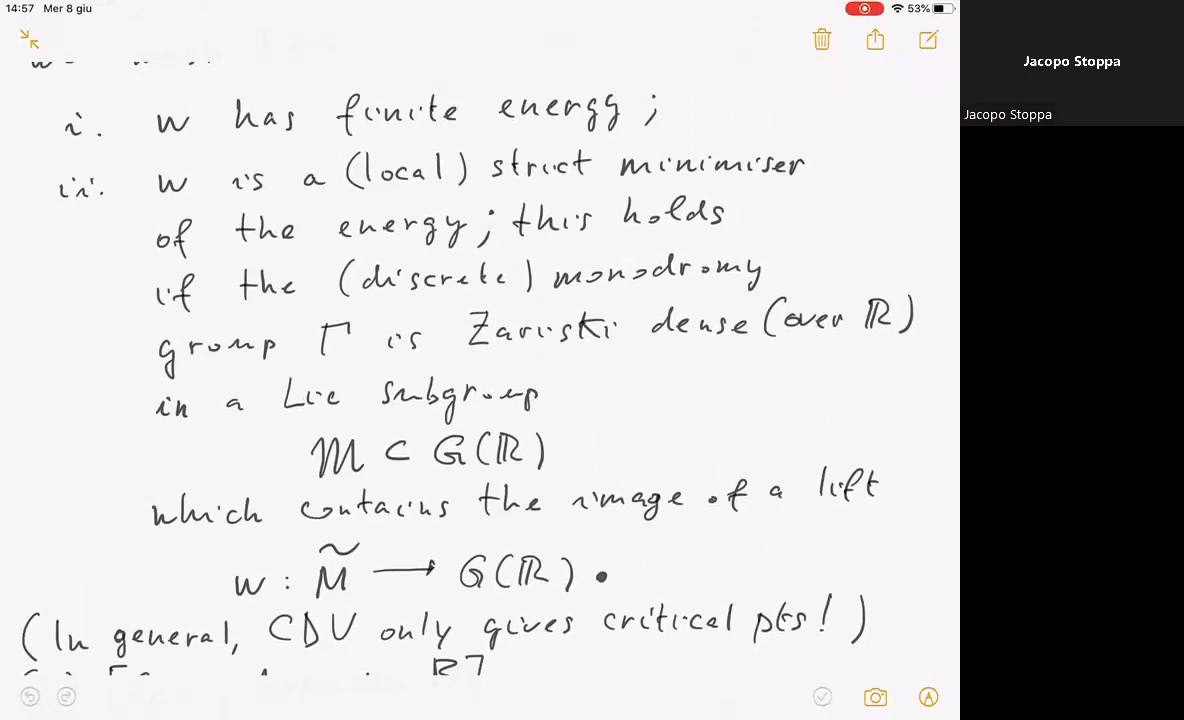 14:57 Mer 8 giu
53%
Jacopo Stoppa
Jacopo Stoppa
i. w has finite energy;
ii. w is a (local) strict minimiser
of the energy; this holds
if the (discrete) monodromy
group Γ is Zariski dense (over ℝ)
in a Lie subgroup
M ⊂ G(ℝ)
which contains the image of a lift
w : M̃ → G(ℝ).
(In general, CDV only gives critical pts!)